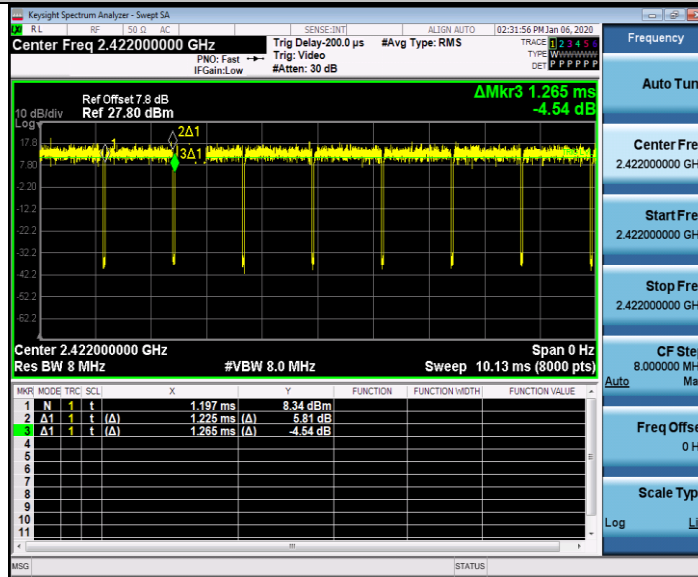 Keysight Spectrum Analyzer - Swept SA
RL RF 50 Ω AC SENSE:INT ALIGN AUTO 02:31:56 PM Jan 06, 2020
Center Freq 2.422000000 GHz
PNO: Fast
IFGain:Low
Trig Delay-200.0 µs
Trig: Video
#Atten: 30 dB
#Avg Type: RMS
TRACE 1 2 3 4 5 6
TYPE WWWWWW
DET P P P P P P
Frequency
Auto Tun
Center Fre
2.422000000 GH
Start Fre
2.422000000 GH
Stop Fre
2.422000000 GH
CF Ste
8.000000 MH
Auto Ma
Freq Offse
0 H
Scale Typ
Log Li
ΔMkr3 1.265 ms
-4.54 dB
Ref Offset 7.8 dB
10 dB/div Ref 27.80 dBm
Log
17.8
7.80
-2.20
-12.2
-22.2
-32.2
-42.2
-52.2
-62.2
1
2Δ1
3Δ1
Center 2.422000000 GHz Span 0 Hz
Res BW 8 MHz #VBW 8.0 MHz Sweep 10.13 ms (8000 pts)
MKR MODE TRC SCL X Y FUNCTION FUNCTION WIDTH FUNCTION VALUE
1 N 1 t 1.197 ms 8.34 dBm
2 Δ1 1 t (Δ) 1.225 ms (Δ) 5.81 dB
3 Δ1 1 t (Δ) 1.265 ms (Δ) -4.54 dB
4
5
6
7
8
9
10
11
MSG STATUS